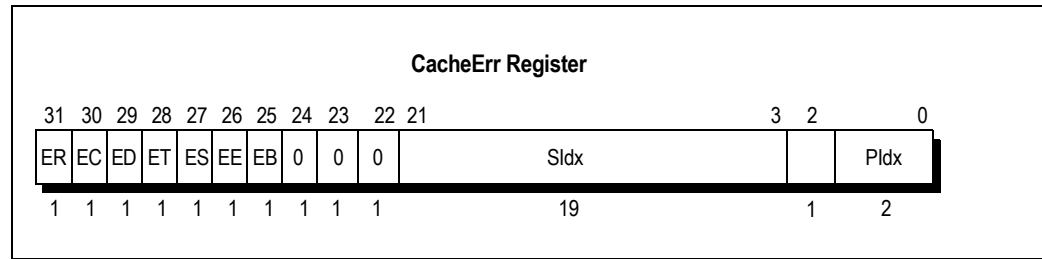 CacheErr Register
31 30 29 28 27 26 25 24 23 22 21 3 2 0
ER EC ED ET ES EE EB 0 0 0 SIdx PIdx
1 1 1 1 1 1 1 1 1 1 19 1 2